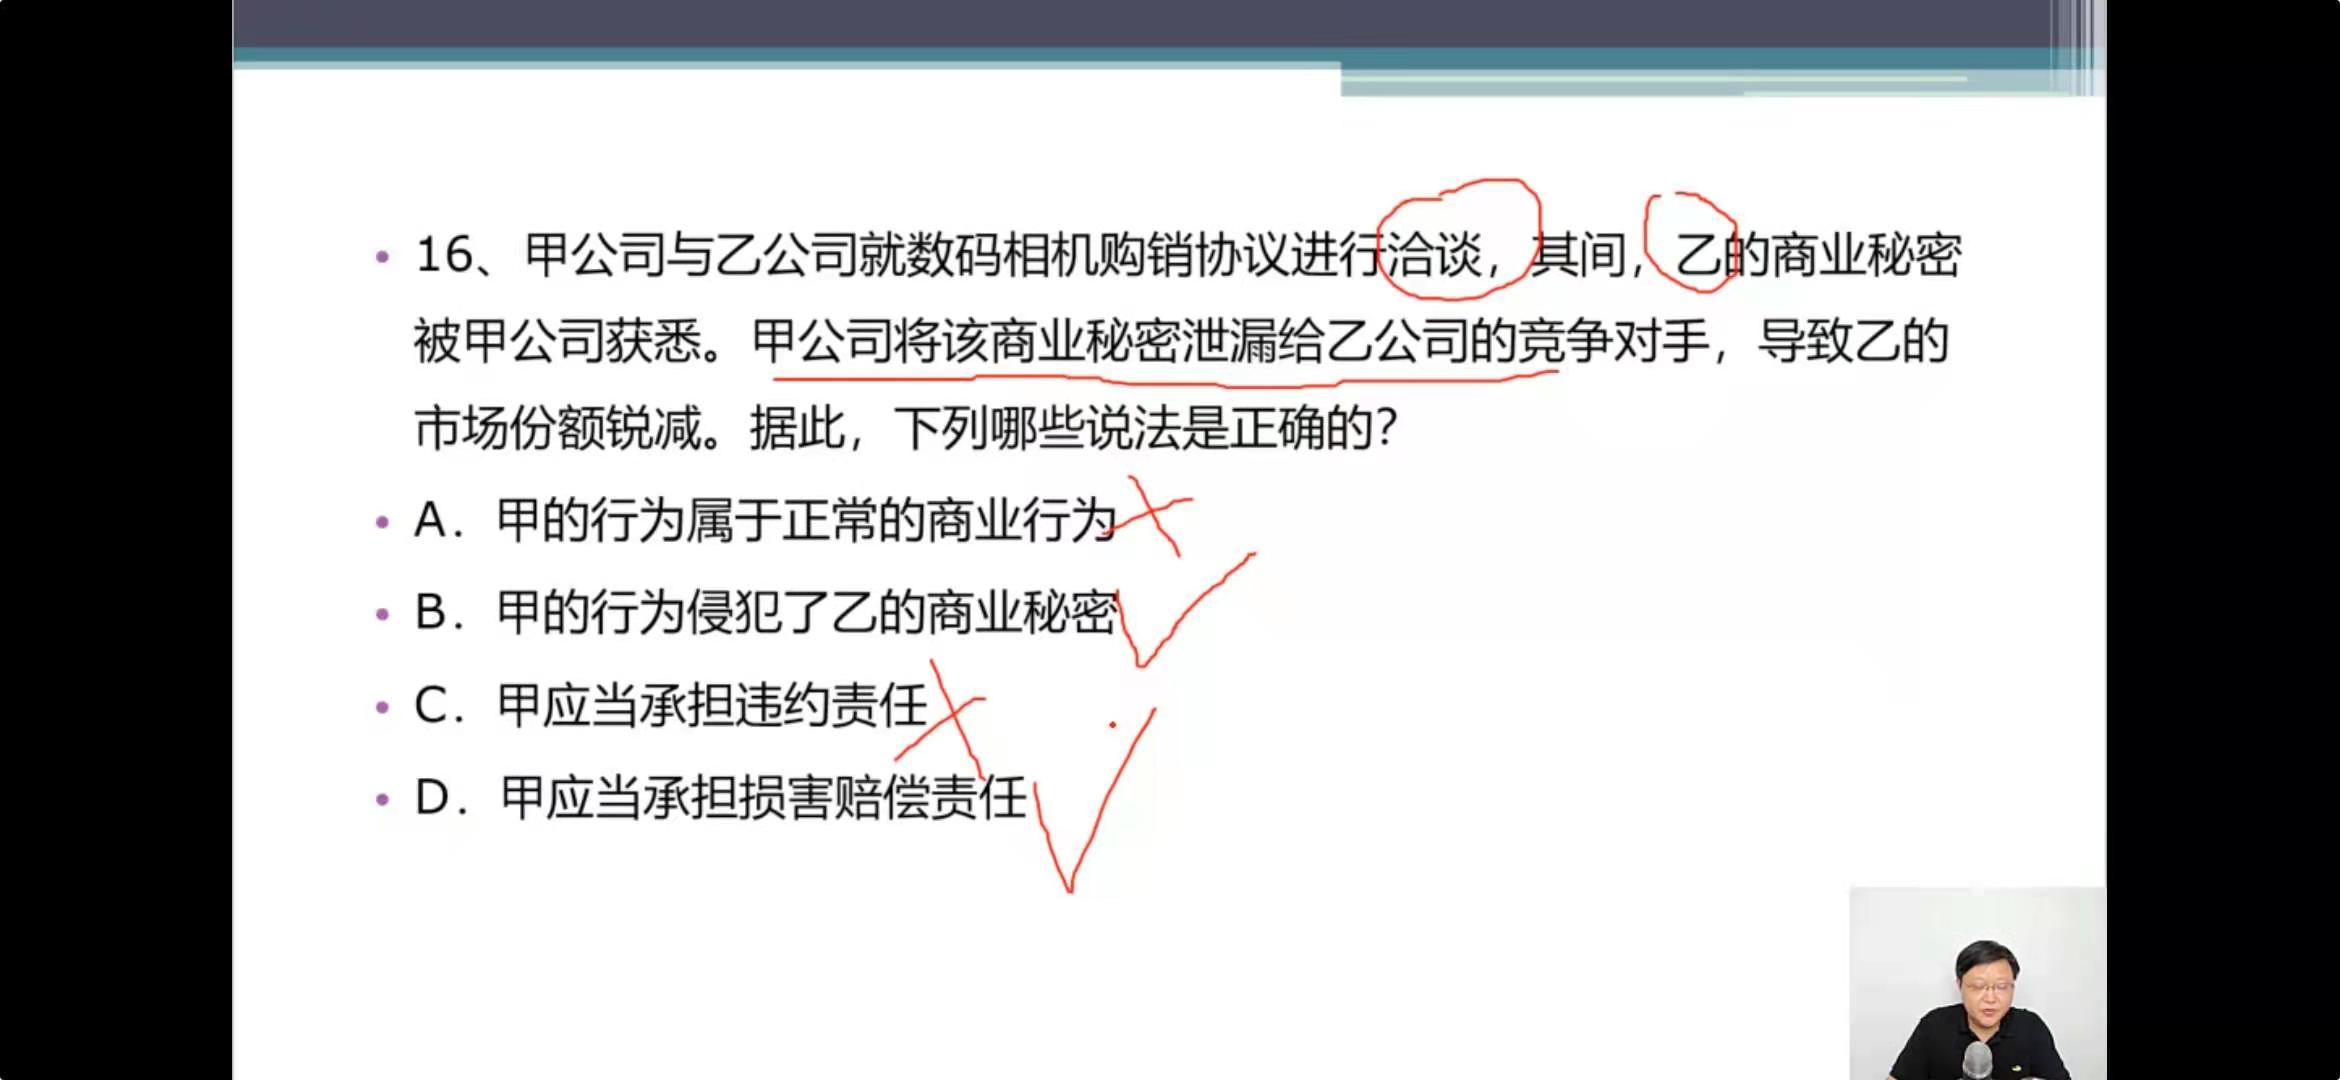 16、甲公司与乙公司就数码相机购销协议进行洽谈，其间，乙的商业秘密
被甲公司获悉。甲公司将该商业秘密泄漏给乙公司的竞争对手，导致乙的
市场份额锐减。据此，下列哪些说法是正确的？
A．甲的行为属于正常的商业行为
B．甲的行为侵犯了乙的商业秘密
C．甲应当承担违约责任
D．甲应当承担损害赔偿责任